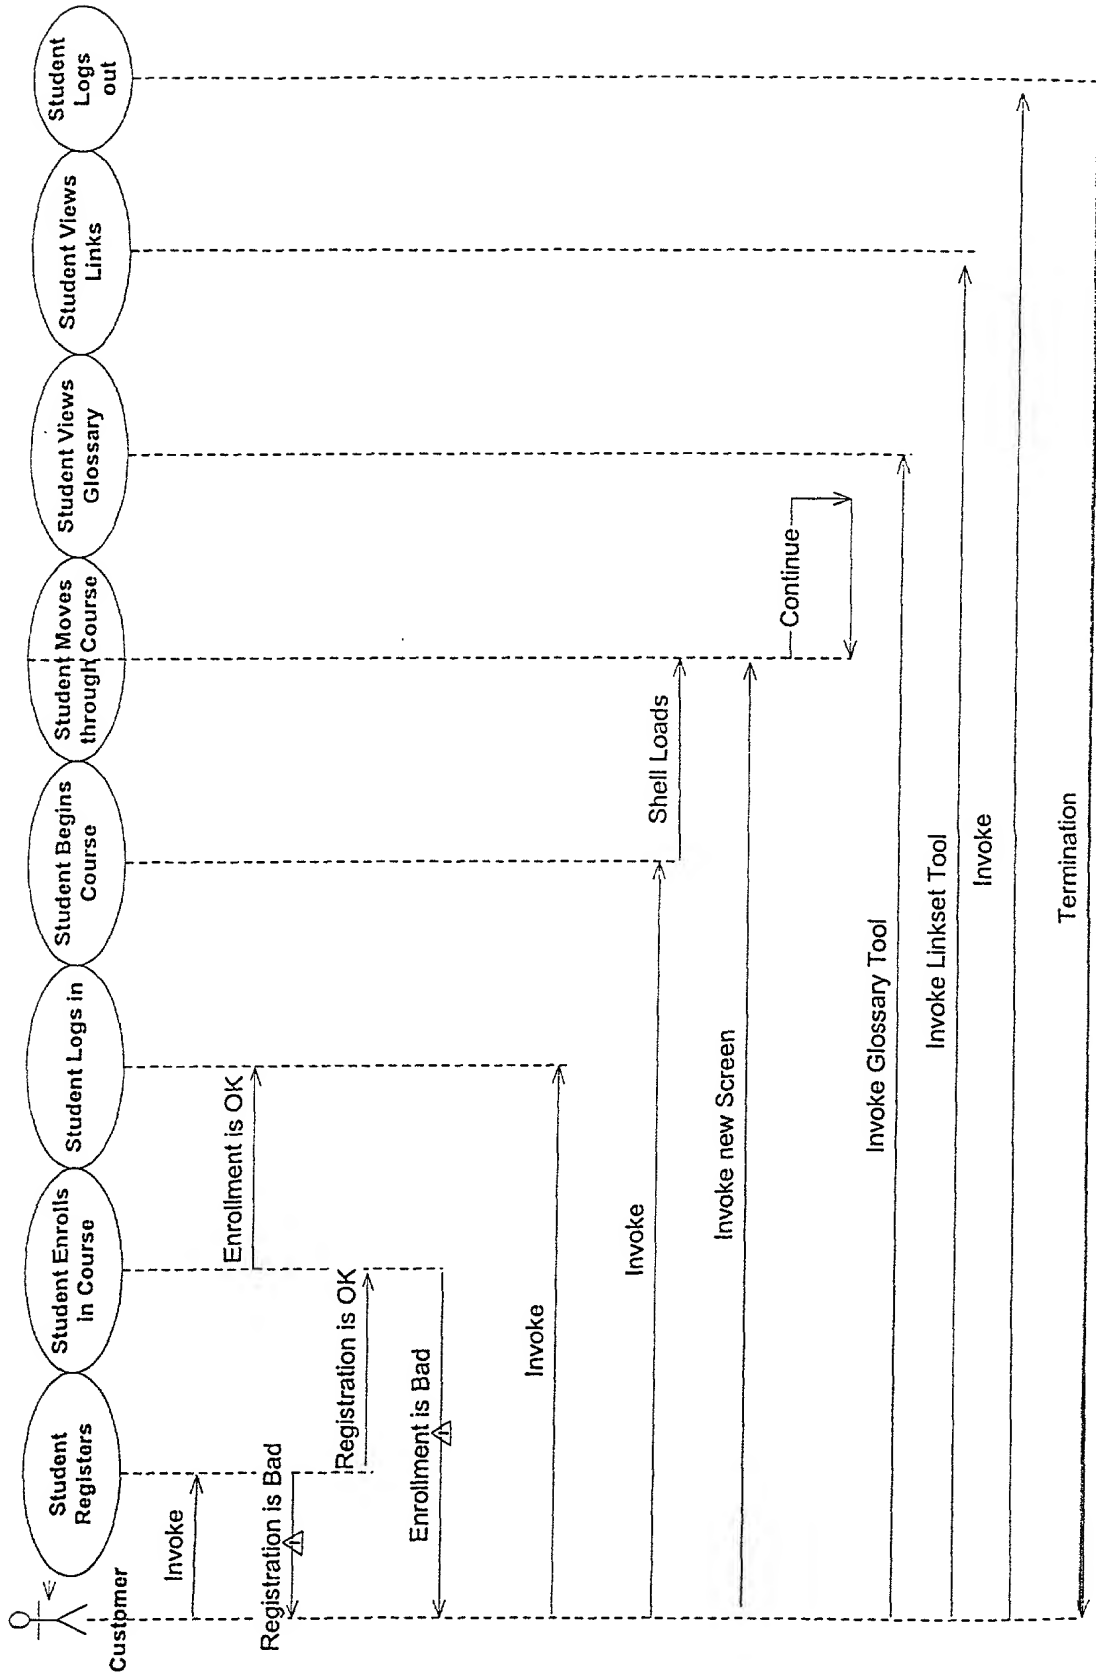 Customer
Student
Registers
Student Enrolls
in Course
Student Logs in
Student Begins
Course
Student Moves
through Course
Student Views
Glossary
Student Views
Links
Student
Logs
out
Invoke
Enrollment is OK
Registration is Bad
Registration is OK
Enrollment is Bad
Invoke
Invoke
Shell Loads
Invoke new Screen
Continue
Invoke Glossary Tool
Invoke Linkset Tool
Invoke
Termination